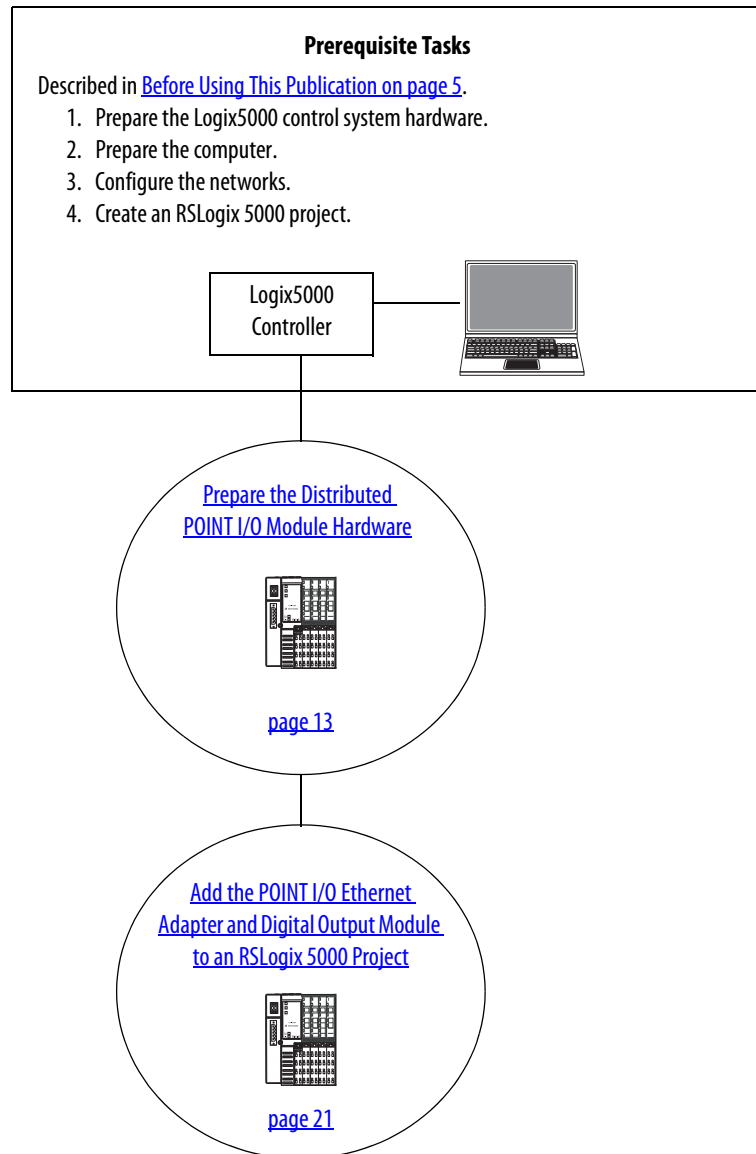 Prerequisite Tasks
Described in Before Using This Publication on page 5.
1. Prepare the Logix5000 control system hardware.
2. Prepare the computer.
3. Configure the networks.
4. Create an RSLogix 5000 project.
Logix5000
Controller
Prepare the Distributed
POINT I/O Module Hardware
page 13
Add the POINT I/O Ethernet
Adapter and Digital Output Module
to an RSLogix 5000 Project
page 21